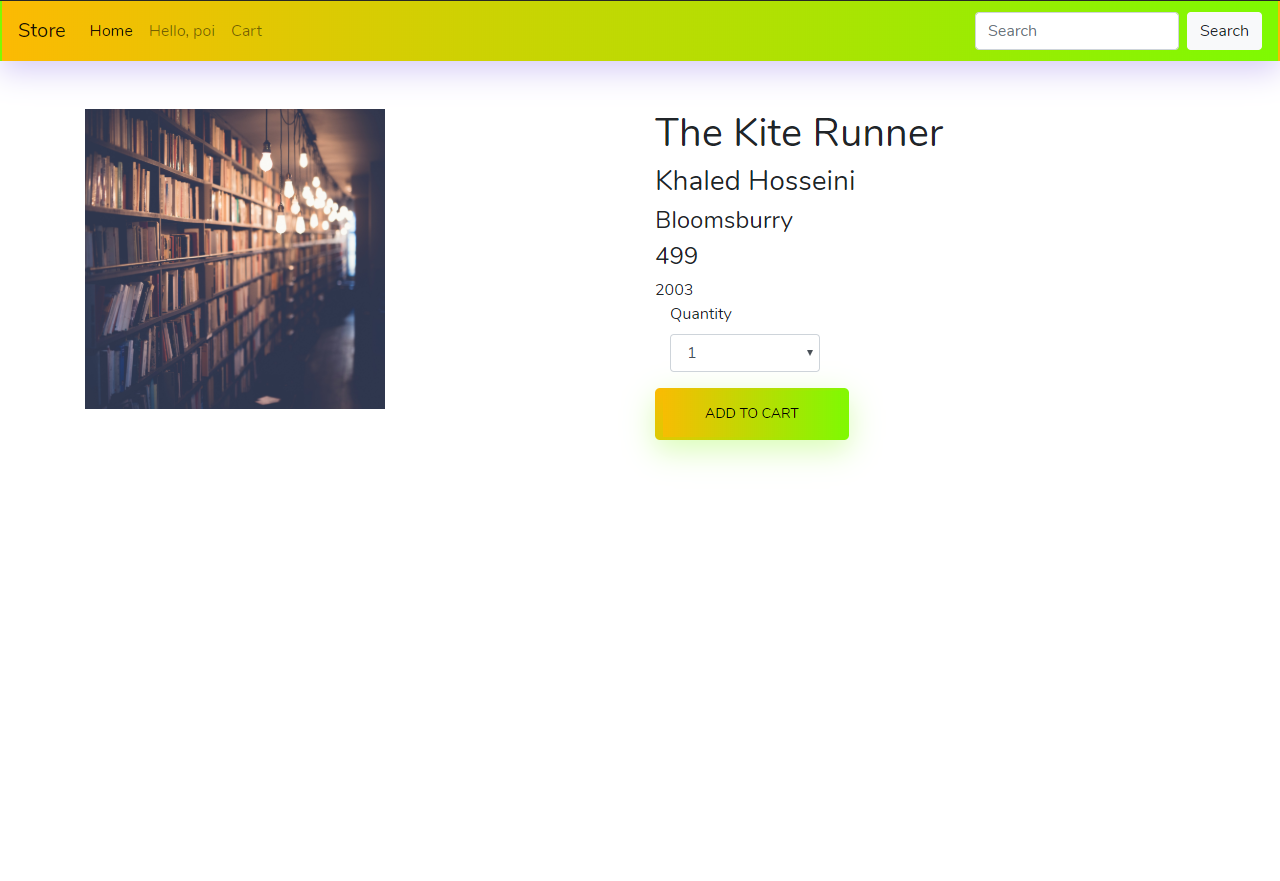 Store Home Hello, poi Cart Search Search
The Kite Runner
Khaled Hosseini
Bloomsburry
499
2003
Quantity
1
ADD TO CART